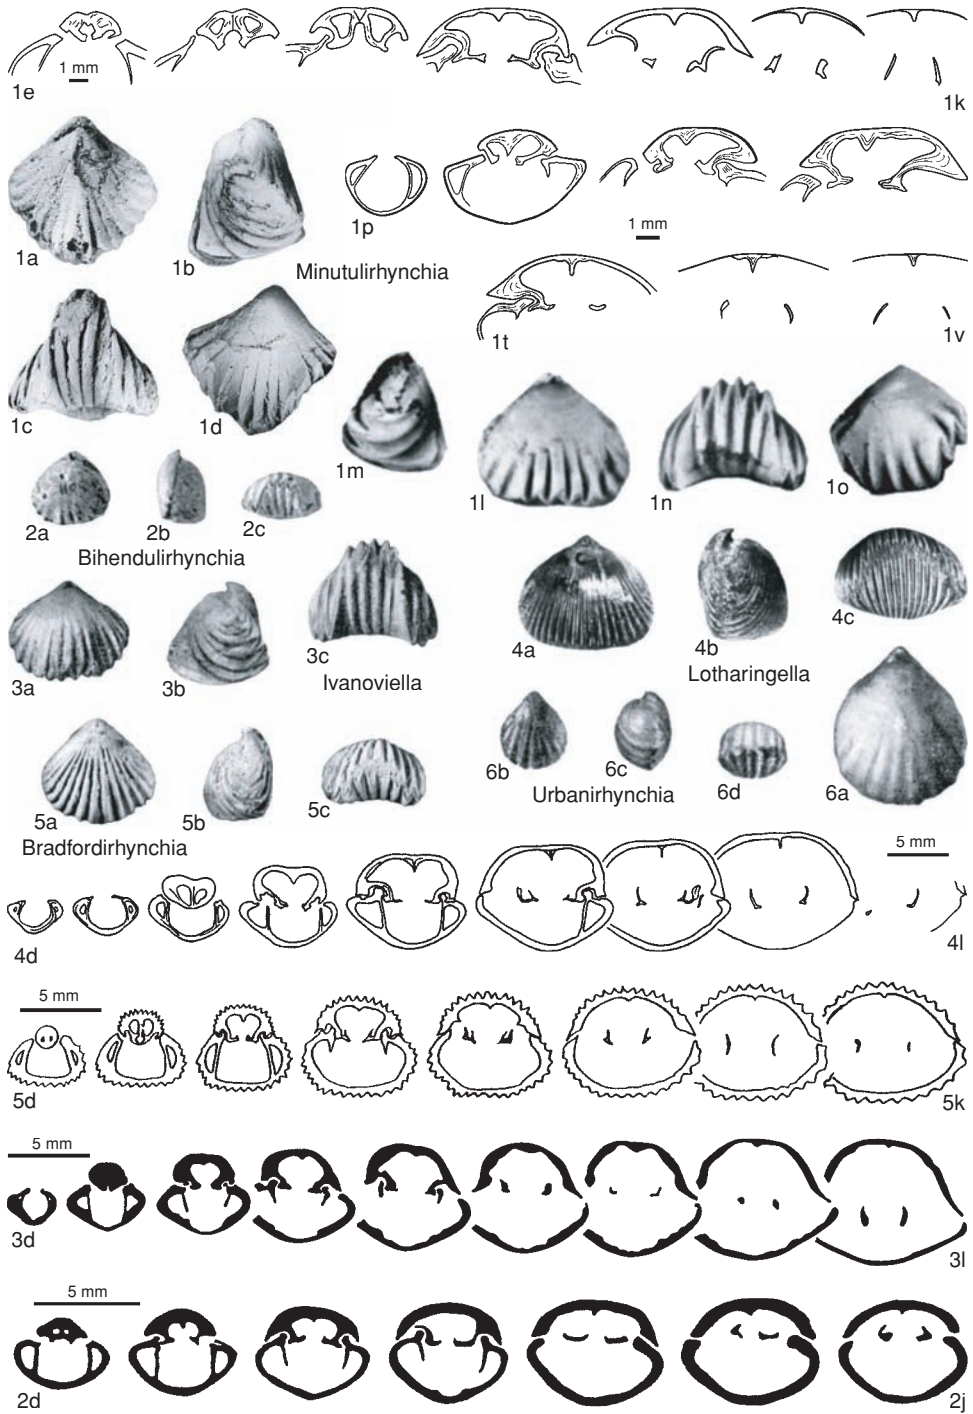 1e
1 mm
1k
1a
1b
Minutulirhynchia
1p
1 mm
1c
1d
1t
1v
1m
1l
1n
1o
2a
2b
2c
Bihendulirhynchia
3a
3b
3c
Ivanoviella
4a
4b
4c
Lotharingella
5a
5b
5c
Bradfordirhynchia
6b
6c
6d
6a
Urbanirhynchia
5 mm
4d
4l
5 mm
5d
5k
5 mm
3d
3l
5 mm
2d
2j